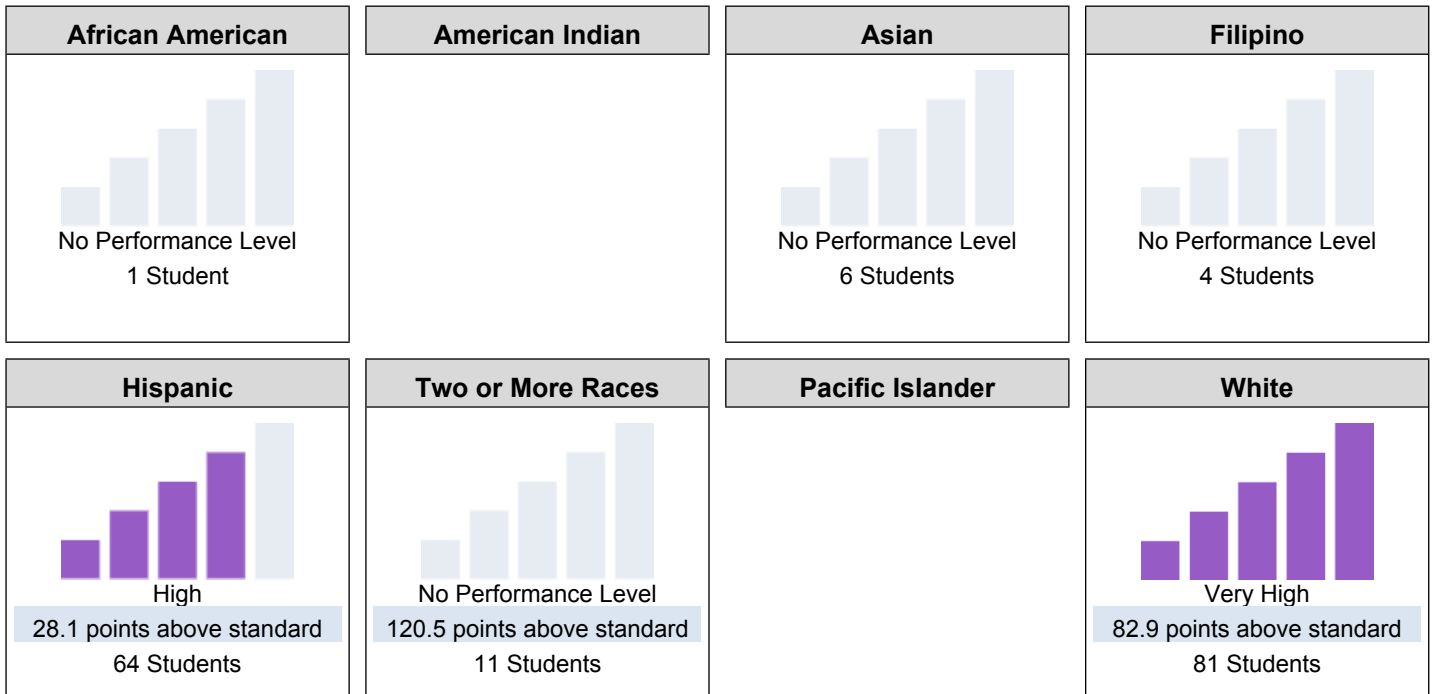 African American
No Performance Level
1 Student
American Indian
Asian
No Performance Level
6 Students
Filipino
No Performance Level
4 Students
Hispanic
High
28.1 points above standard
64 Students
Two or More Races
No Performance Level
120.5 points above standard
11 Students
Pacific Islander
White
Very High
82.9 points above standard
81 Students